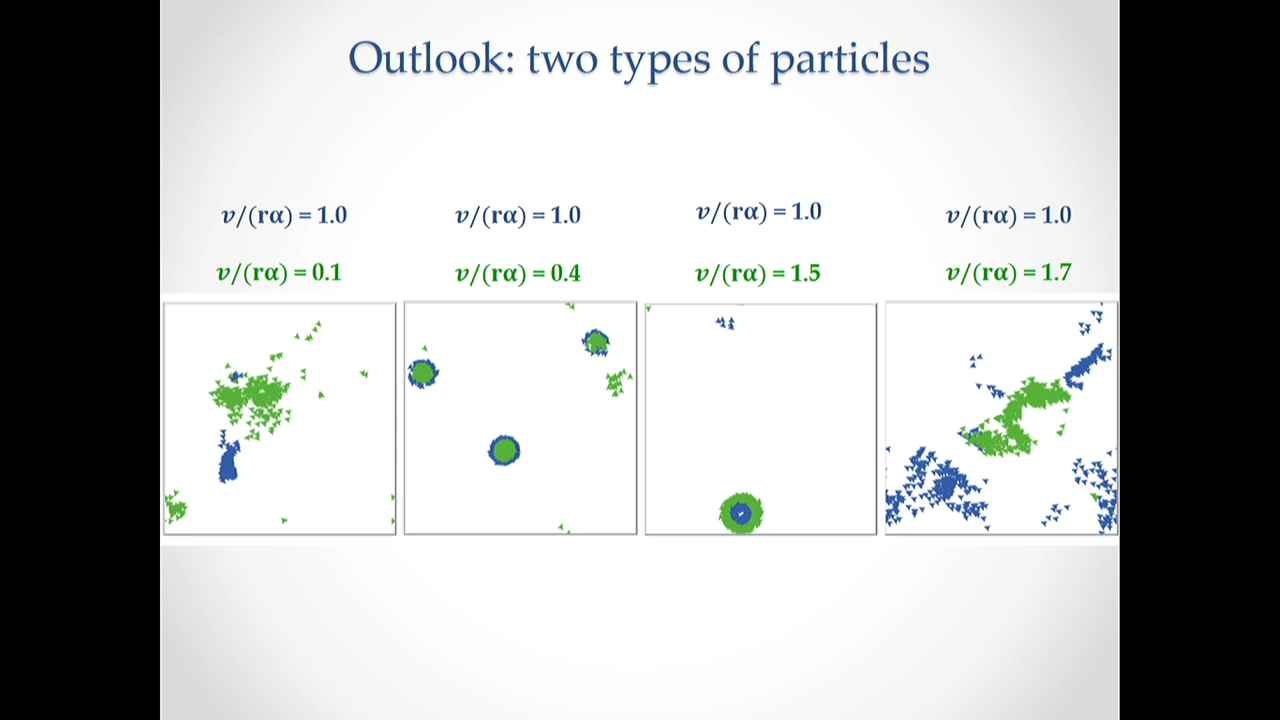 Outlook: two types of particles
v/(rα) = 1.0 v/(rα) = 1.0 v/(rα) = 1.0 v/(rα) = 1.0
v/(rα) = 0.1 v/(rα) = 0.4 v/(rα) = 1.5 v/(rα) = 1.7